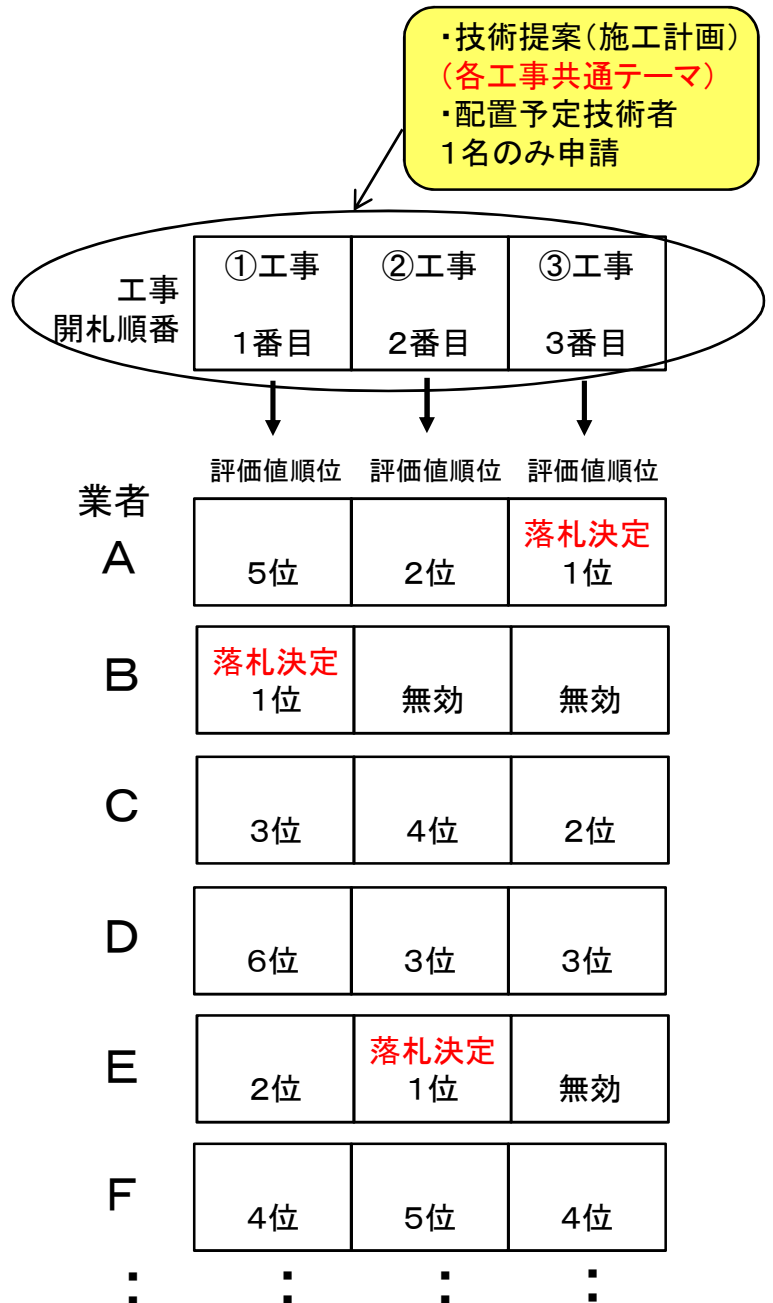 ・技術提案(施工計画)
(各工事共通テーマ)
・配置予定技術者
1名のみ申請
工事
開札順番
①工事 ②工事 ③工事
1番目 2番目 3番目
評価値順位 評価値順位 評価値順位
業者
落札決定
A 5位 2位 1位
落札決定
B 1位 無効 無効
C 3位 4位 2位
D 6位 3位 3位
落札決定
E 2位 1位 無効
F 4位 5位 4位
： ： ： ：